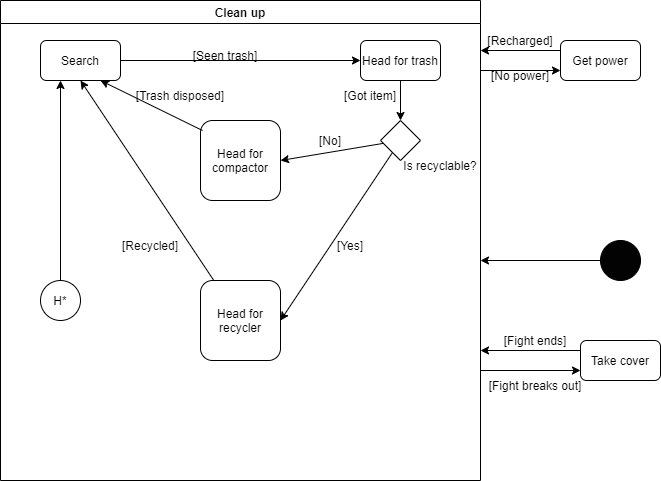 Clean up
Search
[Seen trash]
Head for trash
[Recharged]
Get power
[No power]
[Trash disposed]
[Got item]
Head for
compactor
[No]
Is recyclable?
[Recycled]
[Yes]
H*
Head for
recycler
[Fight ends]
Take cover
[Fight breaks out]